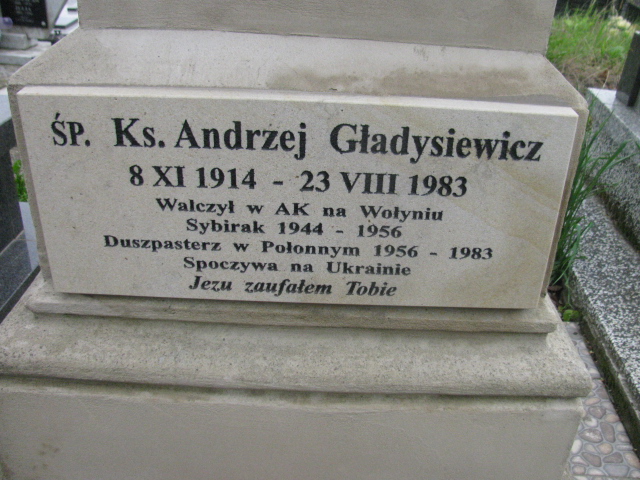 ŚP. Ks. Andrzej Gładysiewicz
8 XI 1914 - 23 VIII 1983
Walczył w AK na Wołyniu
Sybirak 1944 - 1956
Duszpasterz w Połonnym 1956 - 1983
Spoczywa na Ukrainie
Jezu zaufałem Tobie